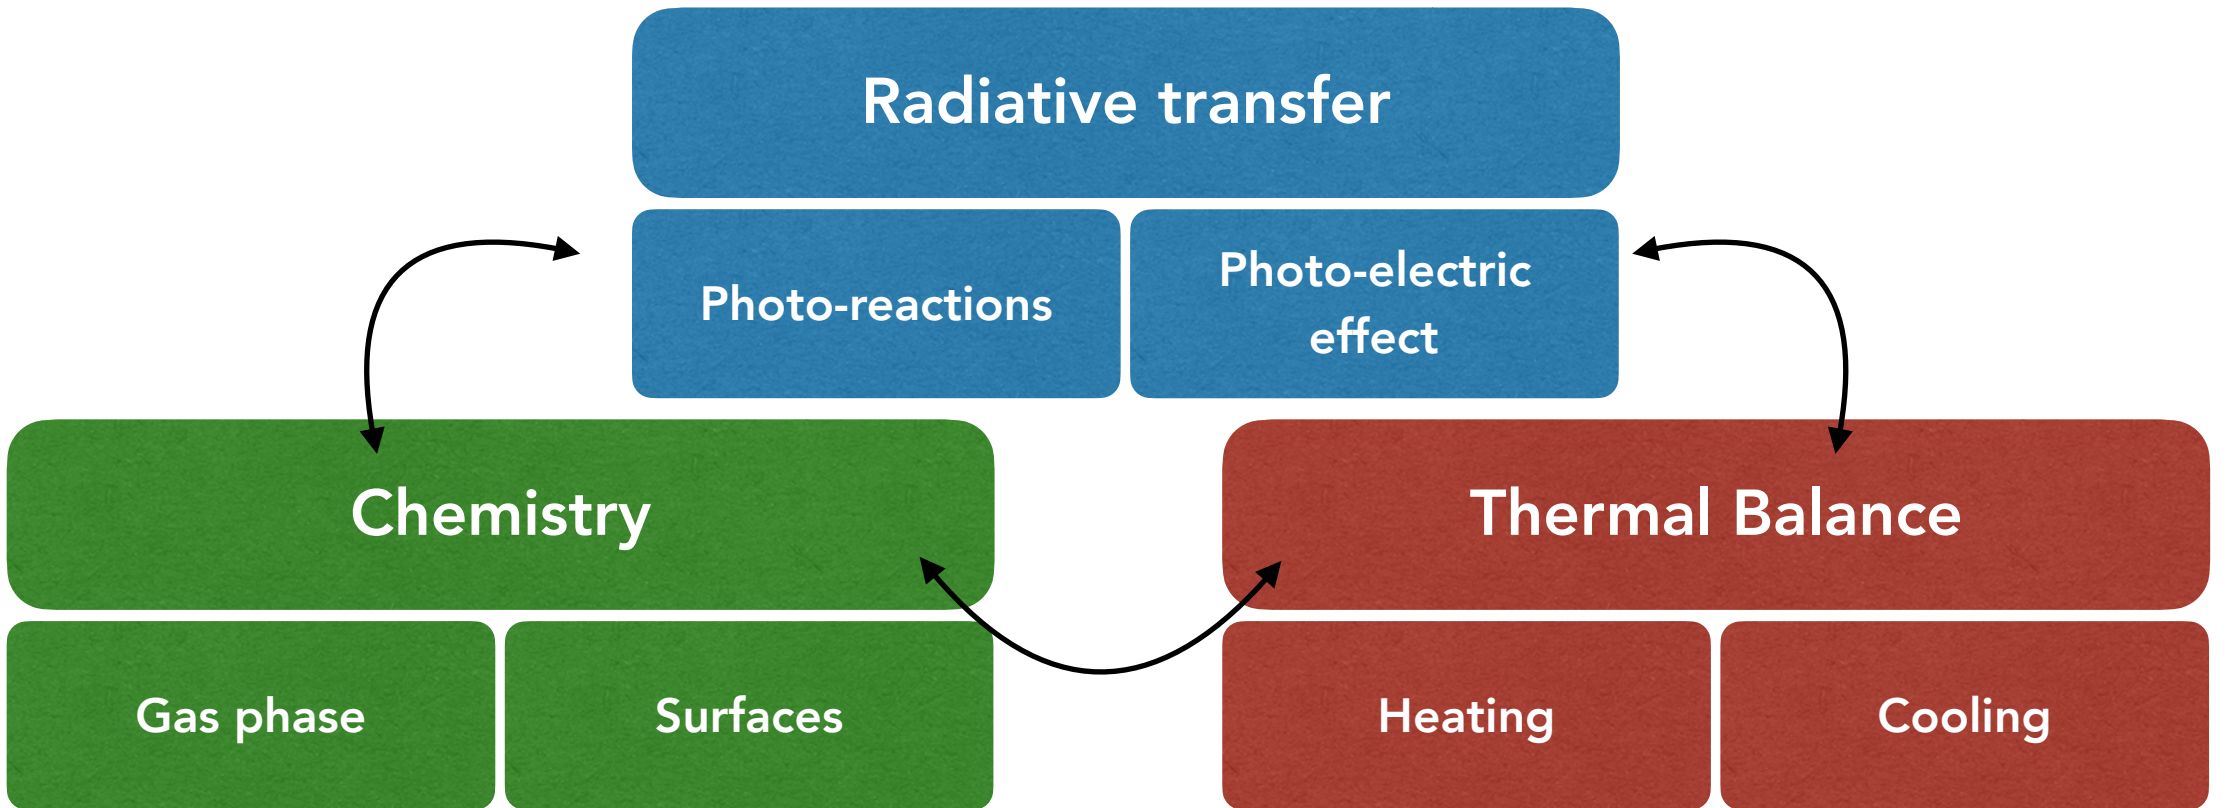 Radiative transfer
Photo-reactions
Photo-electric
effect
Chemistry
Thermal Balance
Gas phase
Surfaces
Heating
Cooling